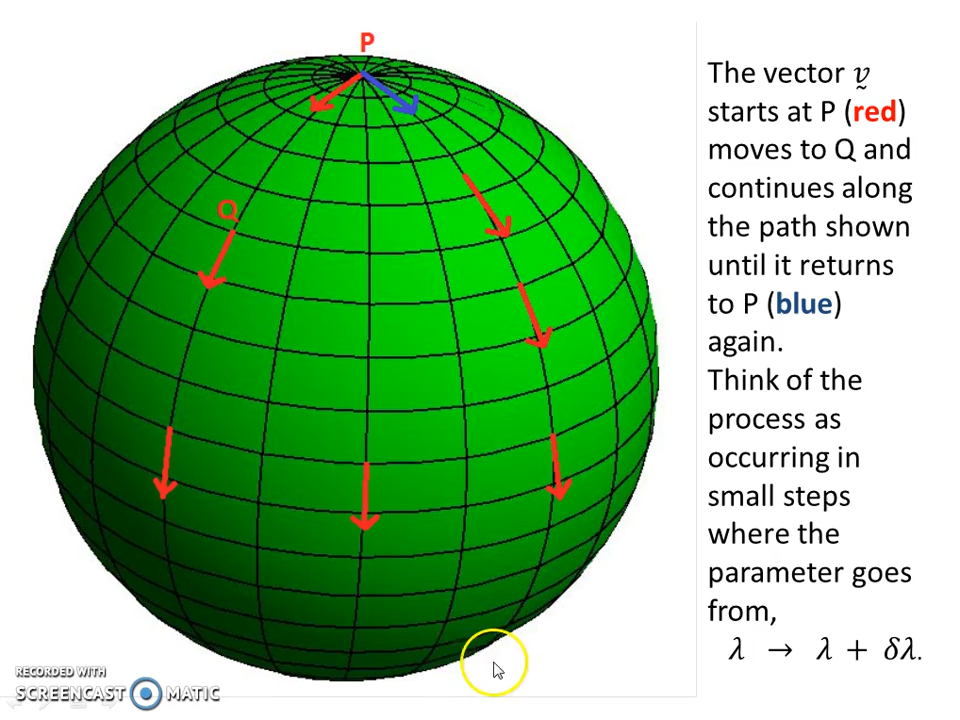 P
Q
The vector v
starts at P (red)
moves to Q and
continues along
the path shown
until it returns
to P (blue)
again.
Think of the
process as
occurring in
small steps
where the
parameter goes
from,
λ → λ + δλ.
RECORDED WITH
SCREENCAST MATIC